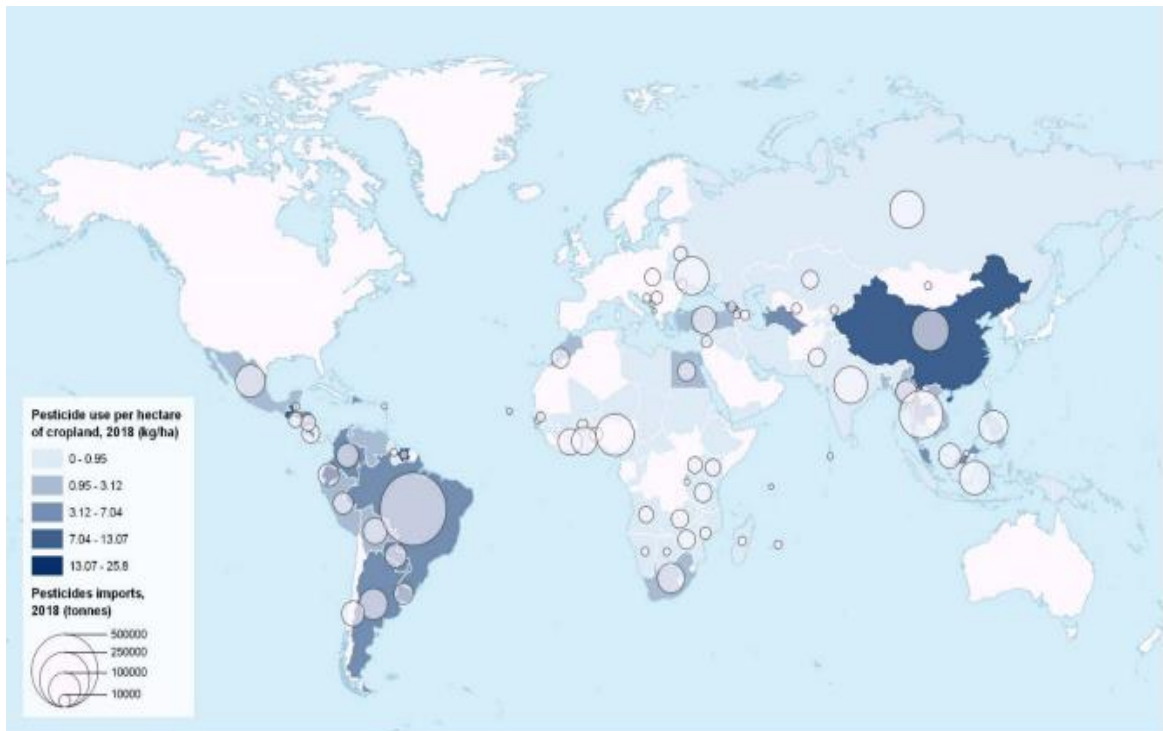 Pesticide use per hectare
of cropland, 2018 (kg/ha)
0 - 0.95
0.95 - 3.12
3.12 - 7.04
7.04 - 13.07
13.07 - 25.8
Pesticides imports,
2018 (tonnes)
500000
250000
100000
10000